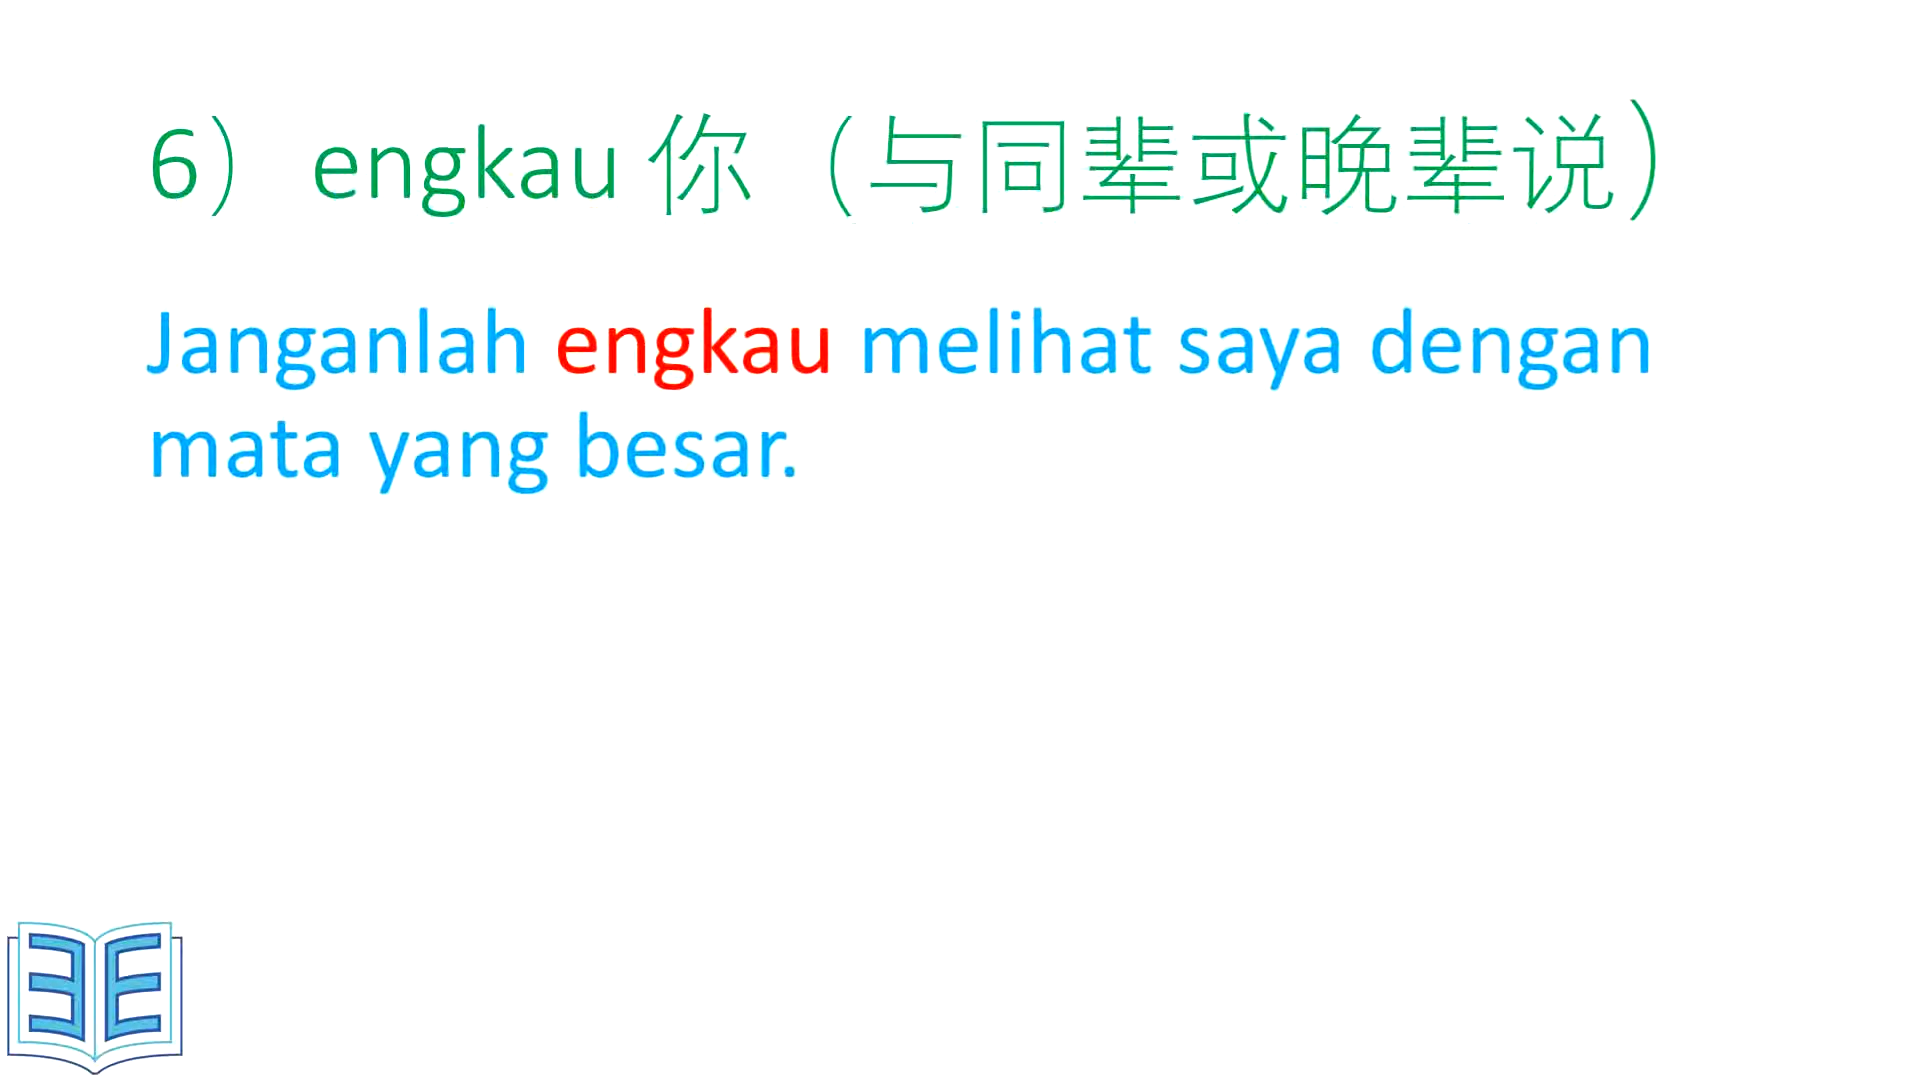 6） engkau 你（与同辈或晚辈说）
Janganlah engkau melihat saya dengan
mata yang besar.